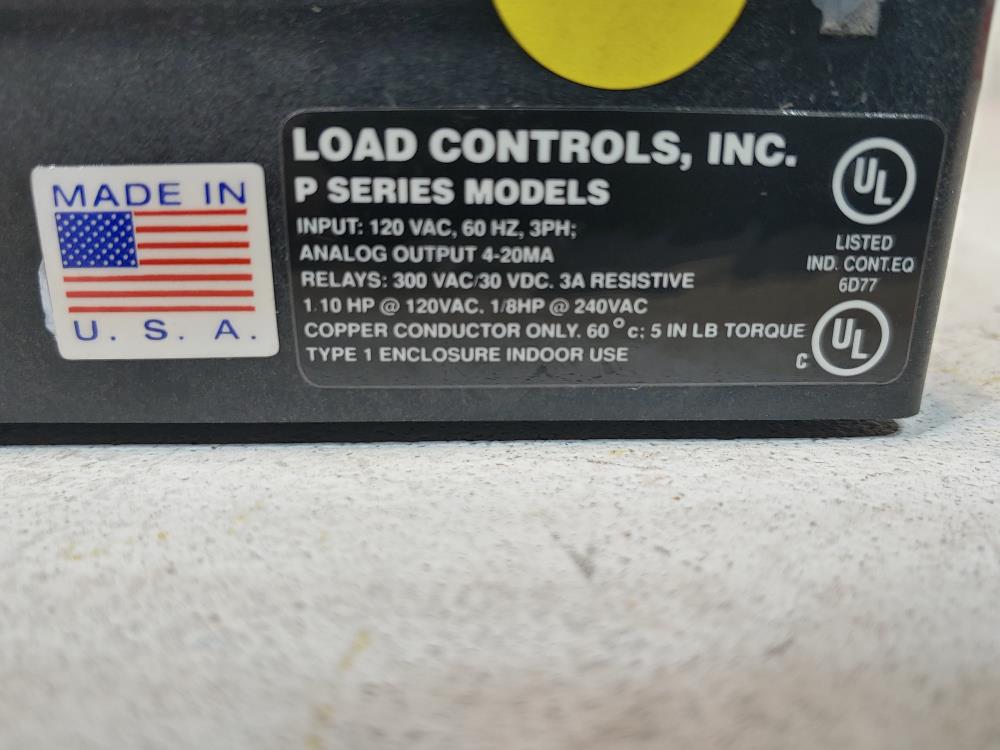 MADE IN
U. S. A.
LOAD CONTROLS, INC.
P SERIES MODELS
INPUT: 120 VAC, 60 HZ, 3PH;
ANALOG OUTPUT 4-20MA
RELAYS: 300 VAC/30 VDC. 3A RESISTIVE
1.10 HP @ 120VAC. 1/8HP @ 240VAC
COPPER CONDUCTOR ONLY. 60°c; 5 IN LB TORQUE
TYPE 1 ENCLOSURE INDOOR USE
UL
LISTED
IND. CONT.EQ
6D77
C UL